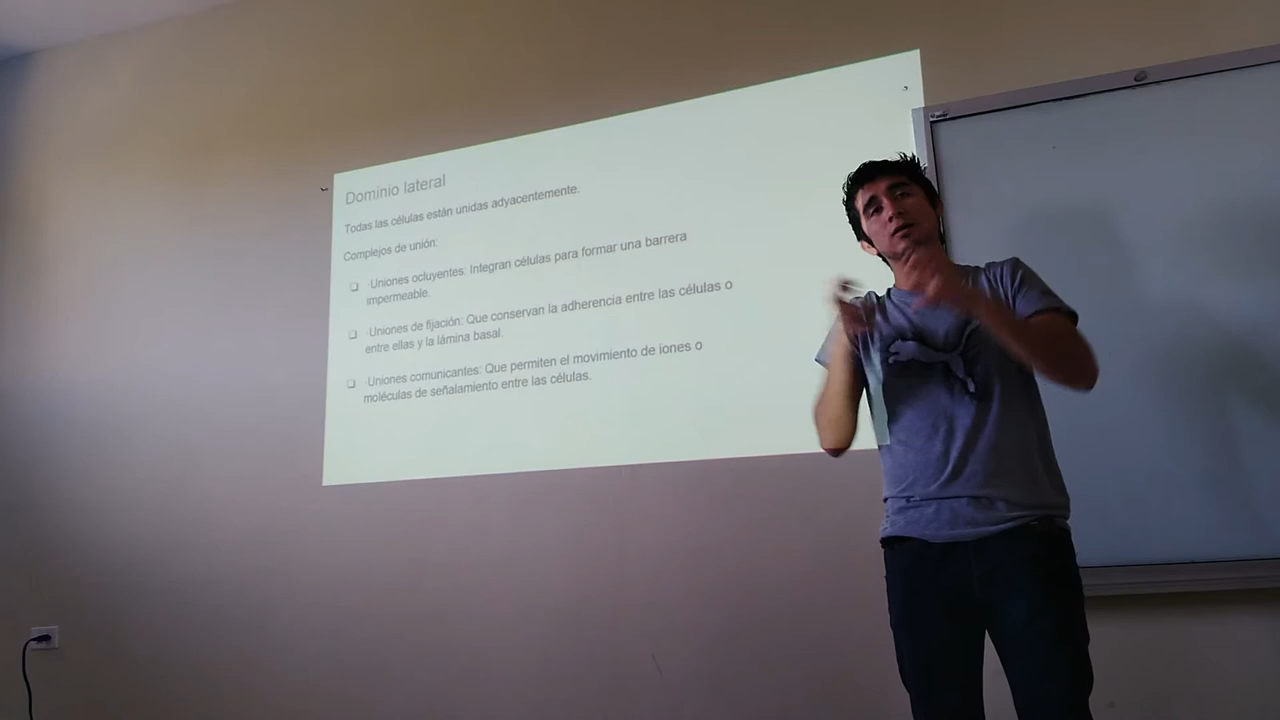 Dominio lateral
Todas las células están unidas adyacentemente.
Complejos de unión:
·Uniones ocluyentes: Integran células para formar una barrera
impermeable.
·Uniones de fijación: Que conservan la adherencia entre las células o
entre ellas y la lámina basal.
·Uniones comunicantes: Que permiten el movimiento de iones o
moléculas de señalamiento entre las células.